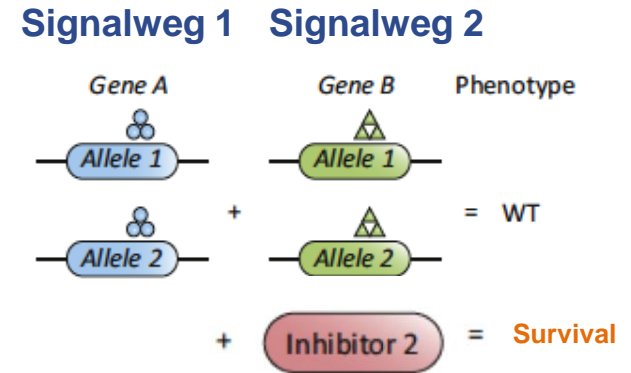 Signalweg 1 Signalweg 2
Gene A Gene B Phenotype
Allele 1 Allele 1
+ = WT
Allele 2 Allele 2
+ Inhibitor 2 = Survival